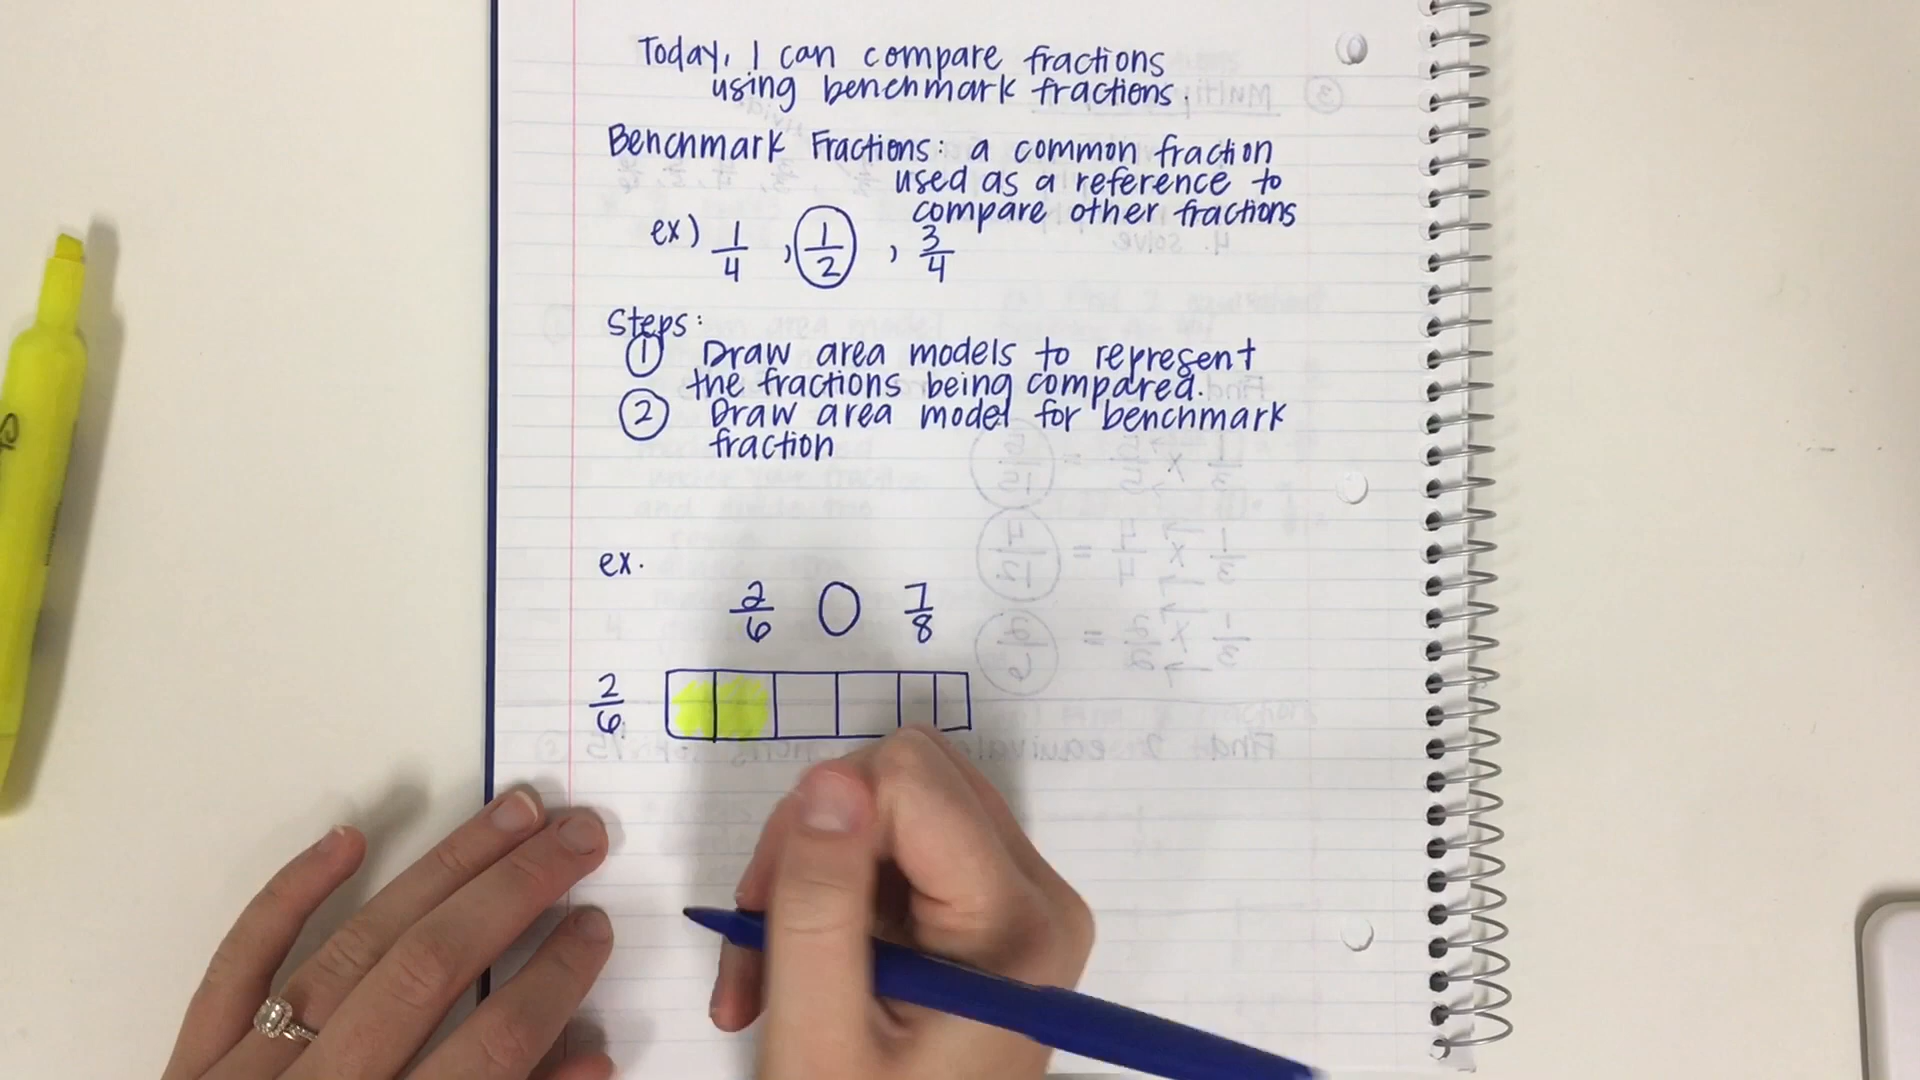 Today, I can compare fractions
using benchmark fractions.
Benchmark Fractions: a common fraction
used as a reference to
compare other fractions
ex) 1/4 , 1/2 , 3/4
Steps:
① Draw area models to represent
the fractions being compared.
② Draw area model for benchmark
fraction
ex.
2/6 O 7/8
2/6